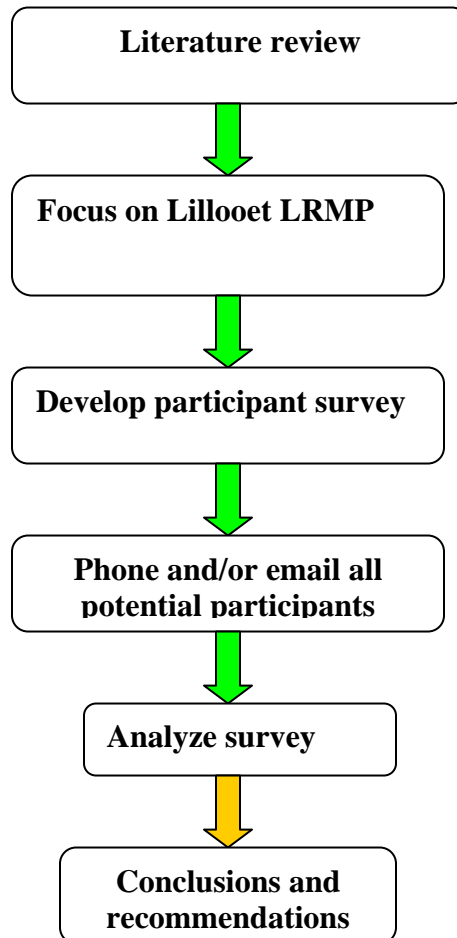 Literature review
Focus on Lillooet LRMP
Develop participant survey
Phone and/or email all
potential participants
Analyze survey
Conclusions and
recommendations